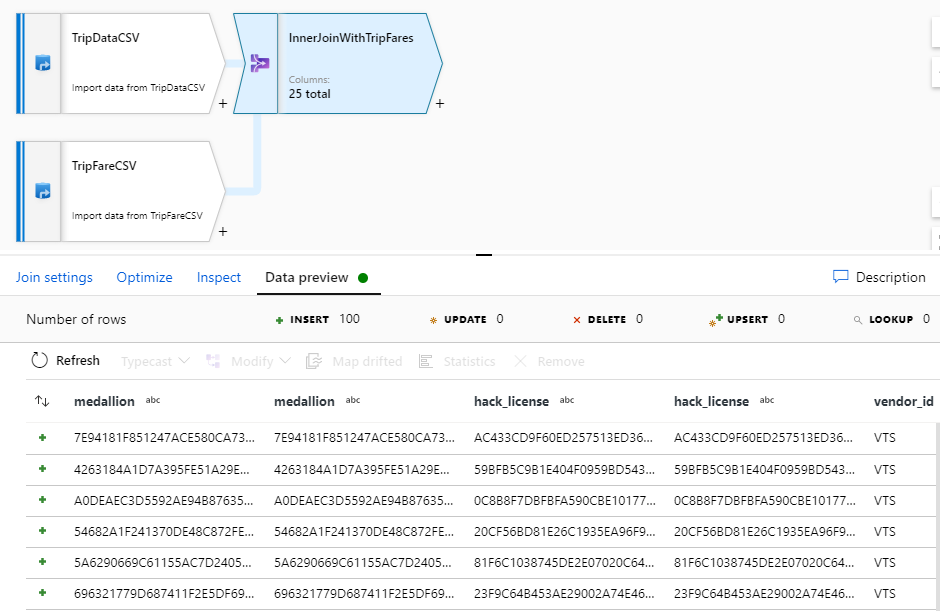 TripDataCSV
Import data from TripDataCSV
+
InnerJoinWithTripFares
Columns:
25 total
+
TripFareCSV
Import data from TripFareCSV
+
Join settings Optimize Inspect Data preview Description
Number of rows INSERT 100 UPDATE 0 DELETE 0 UPSERT 0 LOOKUP 0
Refresh Typecast Modify Map drifted Statistics Remove
medallion abc medallion abc hack_license abc hack_license abc vendor_id
7E94181F851247ACE580CA73... 7E94181F851247ACE580CA73... AC433CD9F60ED257513ED36... AC433CD9F60ED257513ED36... VTS
4263184A1D7A395FE51A29E... 4263184A1D7A395FE51A29E... 59BFB5C9B1E404F0959BD543... 59BFB5C9B1E404F0959BD543... VTS
A0DEAEC3D5592AE94B87635... A0DEAEC3D5592AE94B87635... 0C8B8F7DBFBFA590CBE10177... 0C8B8F7DBFBFA590CBE10177... VTS
54682A1F241370DE48C872FE... 54682A1F241370DE48C872FE... 20CF56BD81E26C1935EA96F9... 20CF56BD81E26C1935EA96F9... VTS
5A6290669C61155AC7D2405... 5A6290669C61155AC7D2405... 81F6C1038745DE2E07020C64... 81F6C1038745DE2E07020C64... VTS
696321779D687411F2E5DF69... 696321779D687411F2E5DF69... 23F9C64B453AE29002A74E46... 23F9C64B453AE29002A74E46... VTS